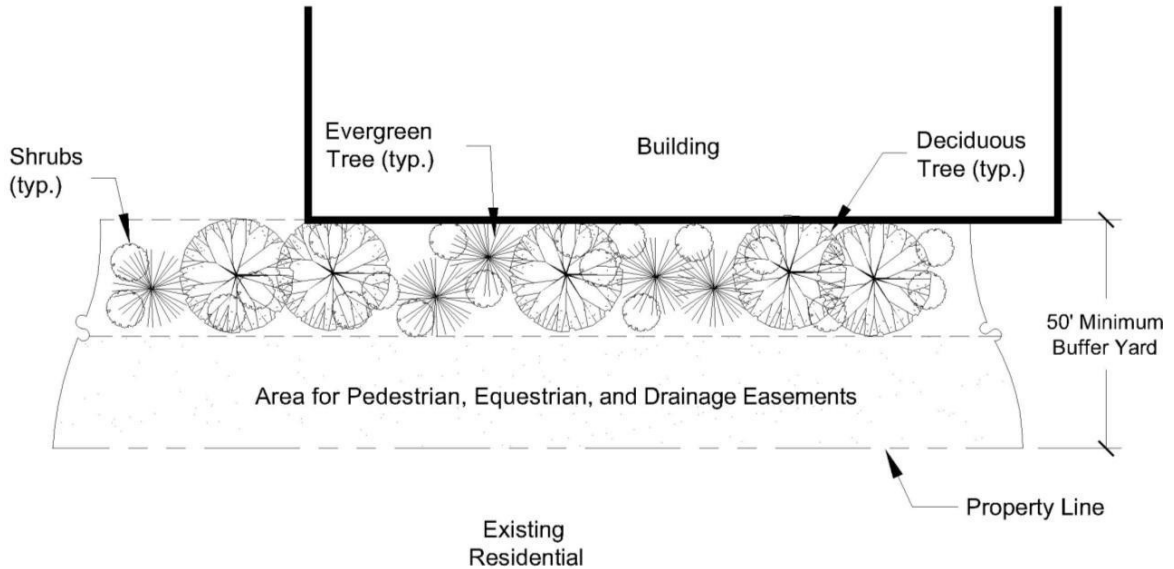 Evergreen
Tree (typ.)
Building
Deciduous
Tree (typ.)
Shrubs
(typ.)
50' Minimum
Buffer Yard
Area for Pedestrian, Equestrian, and Drainage Easements
Property Line
Existing
Residential